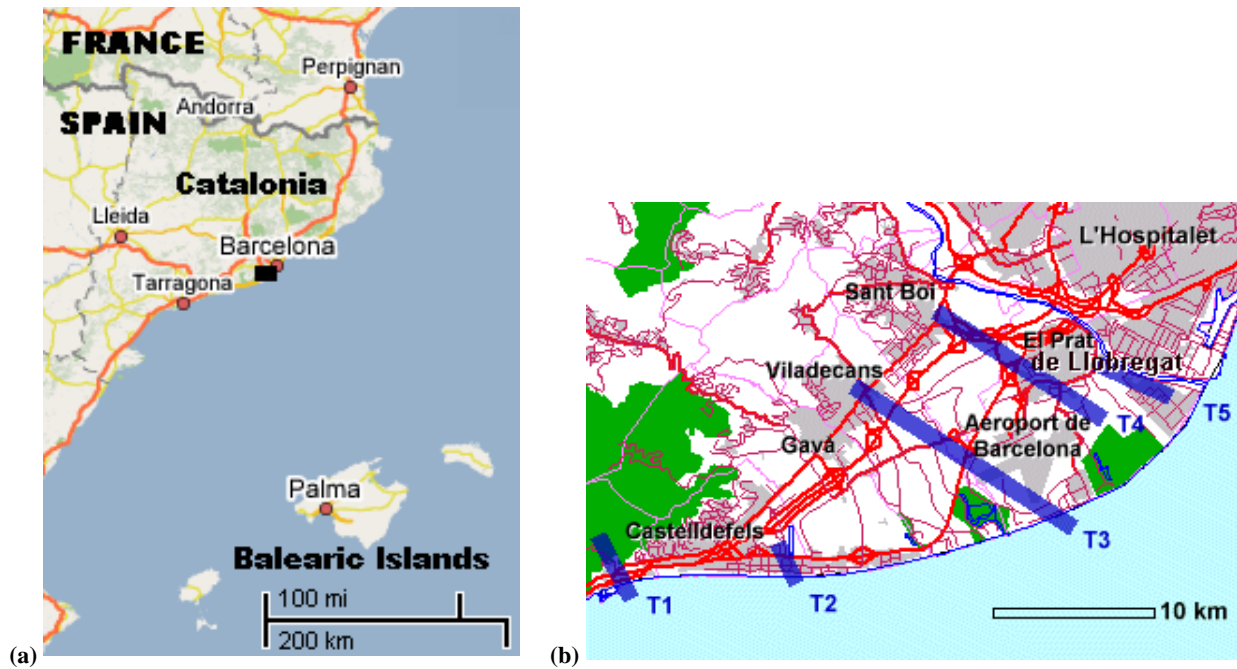 FRANCE
Perpignan
Andorra
SPAIN
Catalonia
Lleida
Barcelona
Tarragona
Palma
Balearic Islands
100 mi
200 km
(a)
L'Hospitalet
Sant Boi
El Prat
de Llobregat
Viladecans
T5
T4
Aeroport de
Barcelona
Gavà
Castelldefels
T3
T1
T2
10 km
(b)